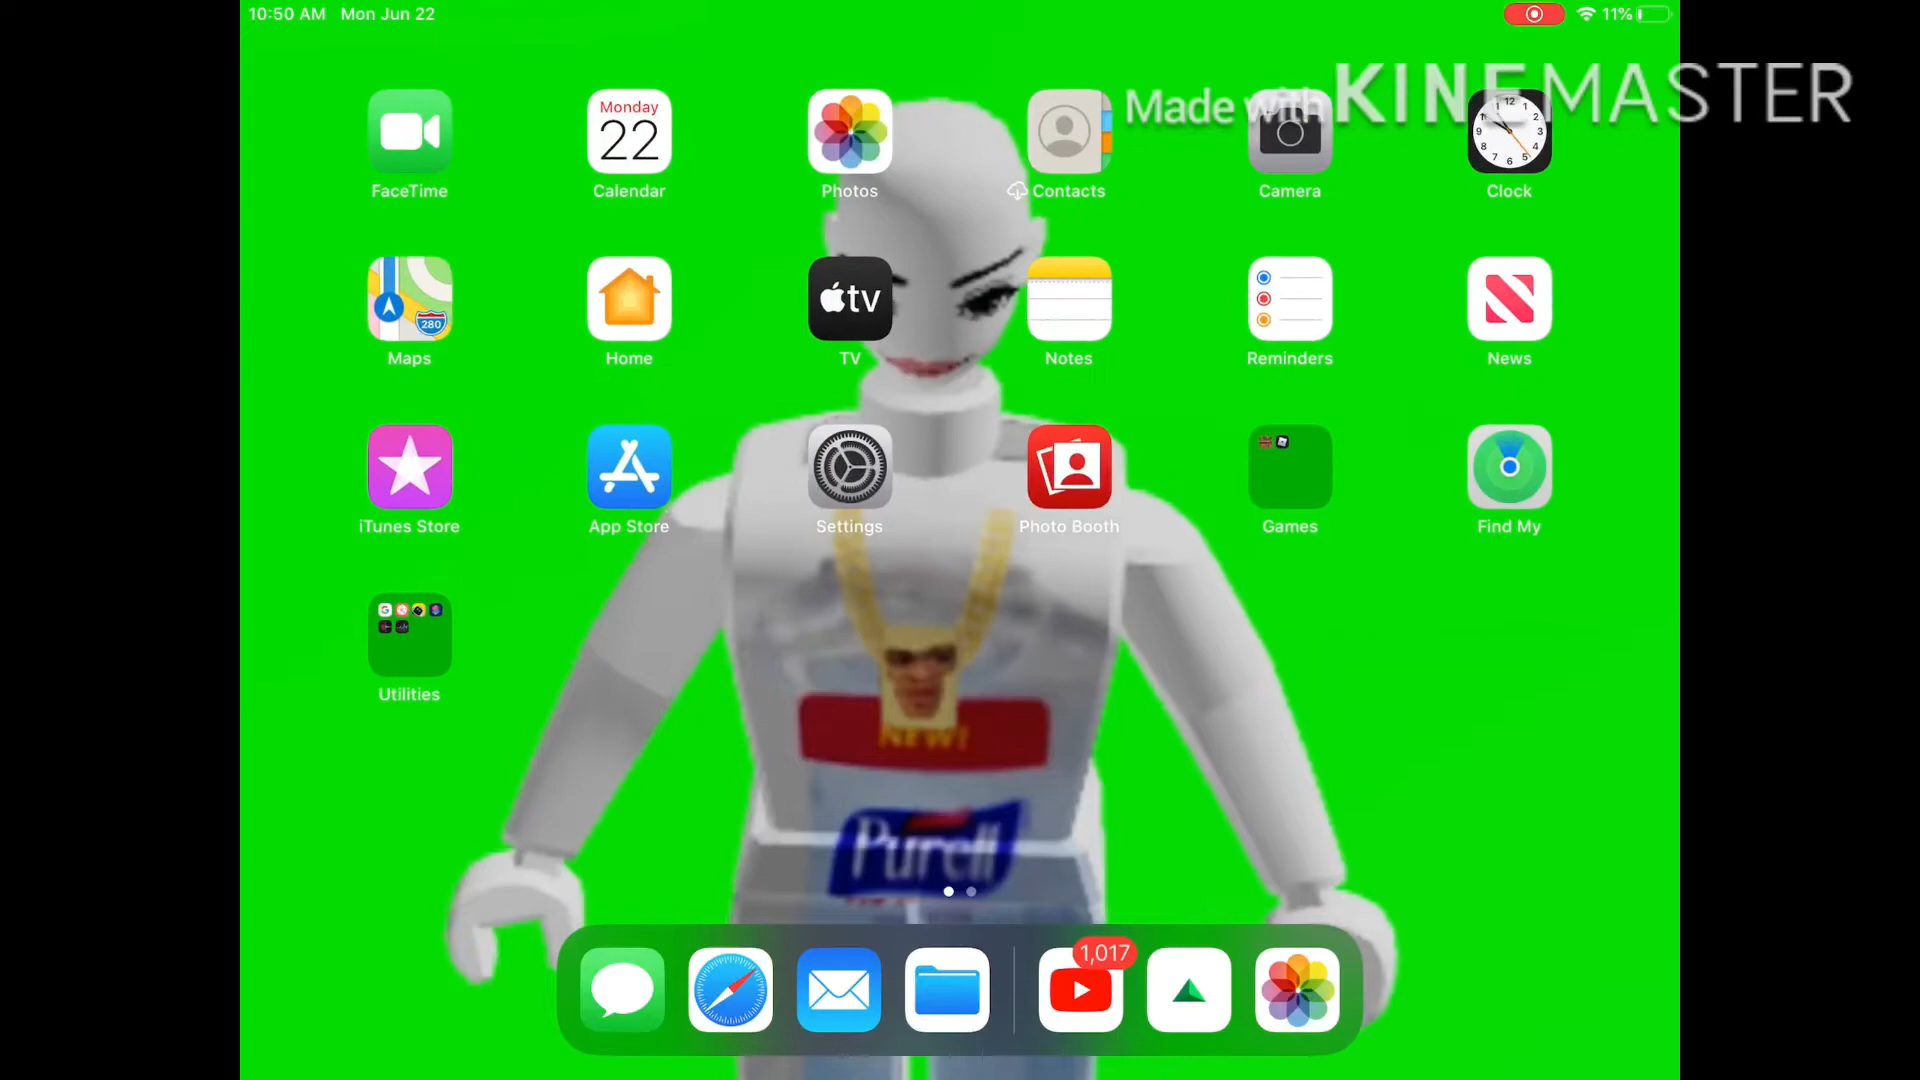 10:50 AM Mon Jun 22
11%
Made with KINEMASTER
Monday
22
FaceTime
Calendar
Photos
Contacts
Camera
Clock
280
tv
Maps
Home
TV
Notes
Reminders
News
iTunes Store
App Store
Settings
Photo Booth
Games
Find My
Utilities
NEW!
Purell
1,017